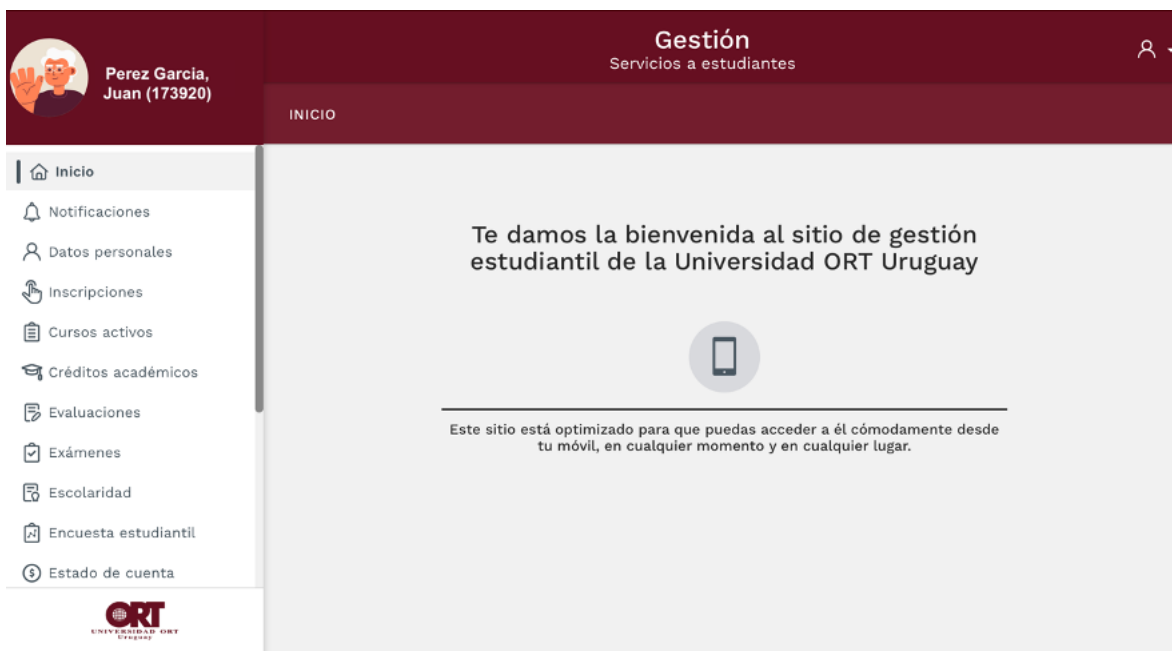 Perez Garcia,
Juan (173920)
Gestión
Servicios a estudiantes
INICIO
Inicio
Notificaciones
Datos personales
Inscripciones
Cursos activos
Créditos académicos
Evaluaciones
Exámenes
Escolaridad
Encuesta estudiantil
Estado de cuenta
ORT
UNIVERSIDAD ORT
Uruguay
Te damos la bienvenida al sitio de gestión
estudiantil de la Universidad ORT Uruguay
Este sitio está optimizado para que puedas acceder a él cómodamente desde
tu móvil, en cualquier momento y en cualquier lugar.